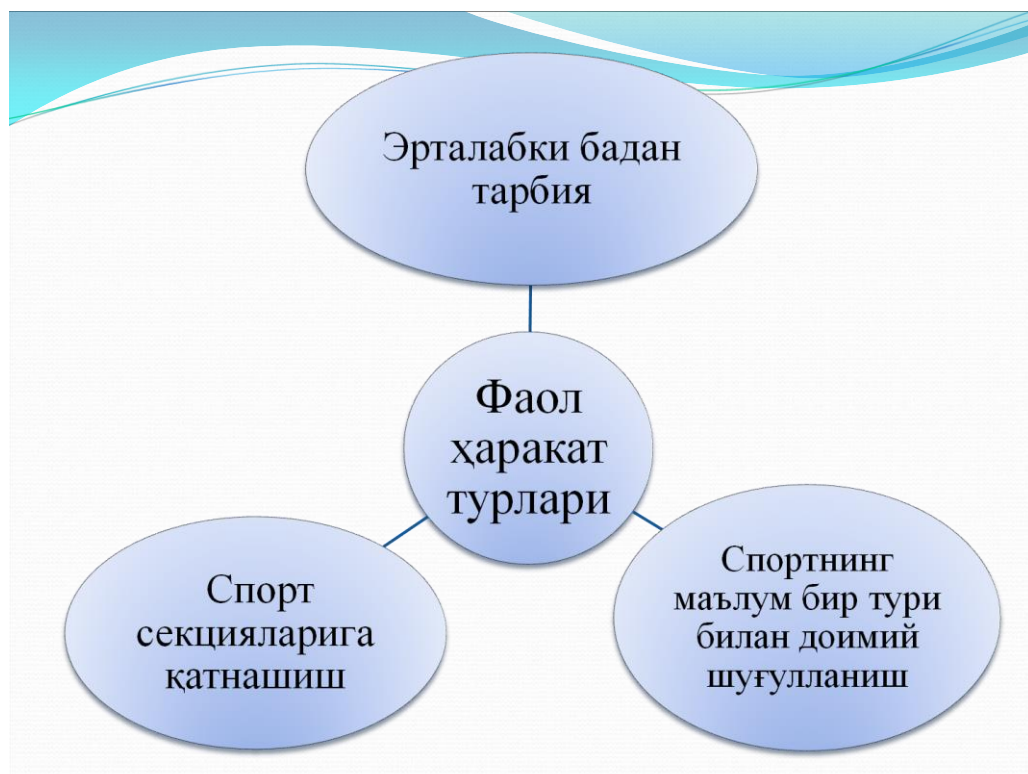 Эрталабки бадан
тарбия
Фаол
ҳаракат
турлари
Спорт
секцияларига
қатнашиш
Спортнинг
маълум бир тури
билан доимий
шуғулланиш